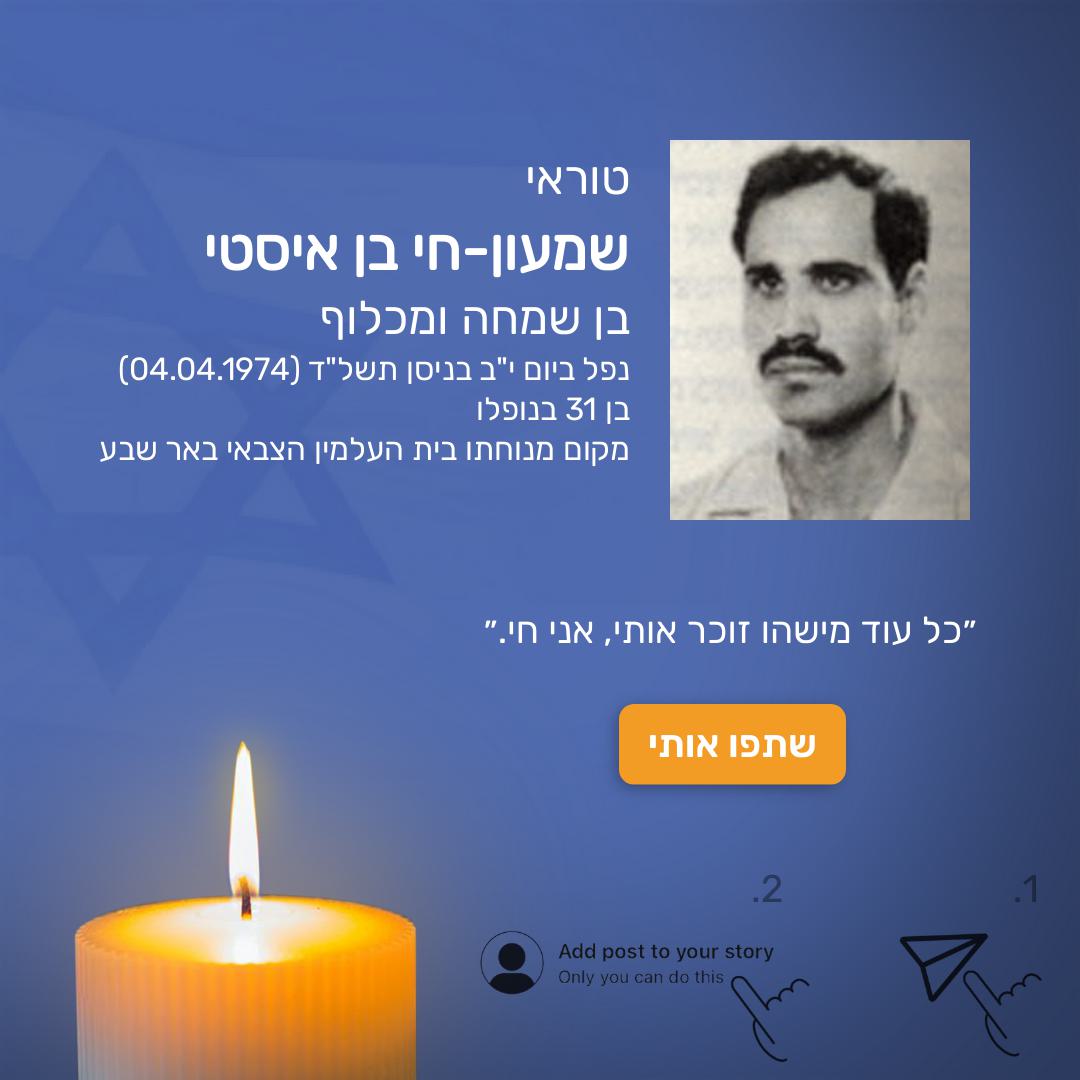 טוראי
שמעון-חי בן איסטי
בן שמחה ומכלוף
נפל ביום י"ב בניסן תשל"ד (04.04.1974)
בן 31 בנופלו
מקום מנוחתו בית העלמין הצבאי באר שבע
״כל עוד מישהו זוכר אותי, אני חי.״
שתפו אותי
1.
2.
Add post to your story
Only you can do this